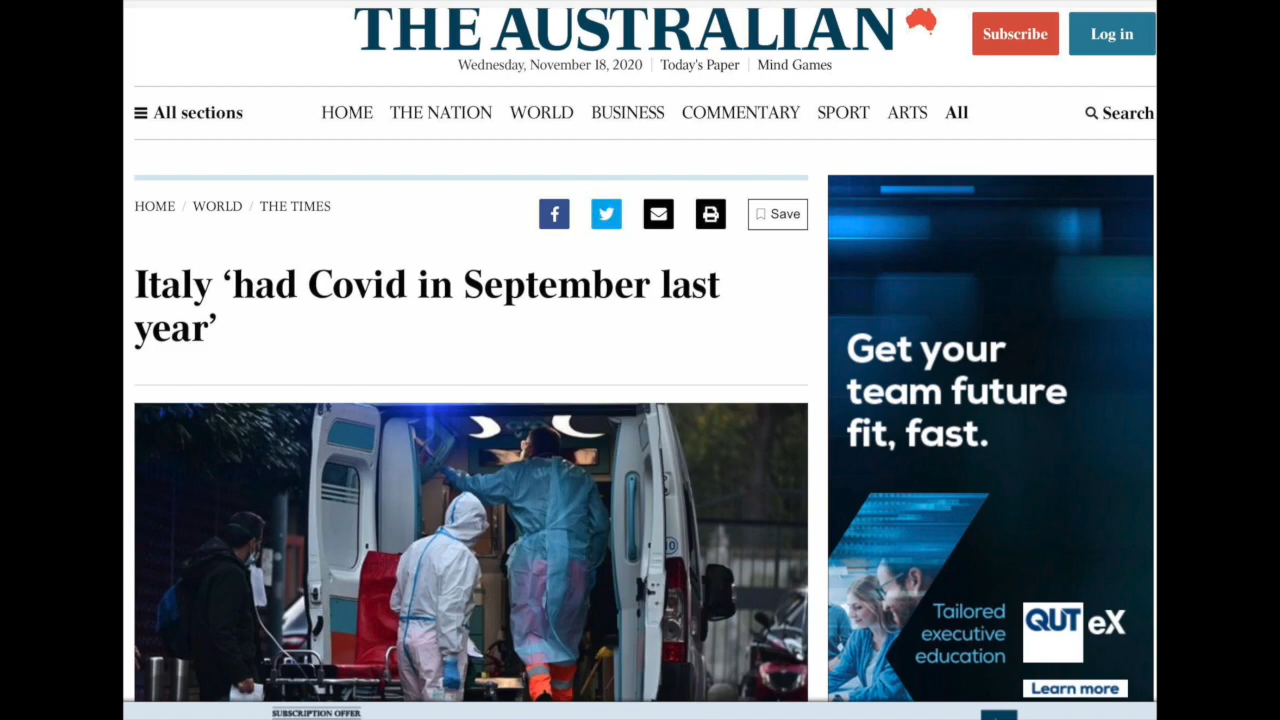 THE AUSTRALIAN
Subscribe
Log in
Wednesday, November 18, 2020 | Today's Paper | Mind Games
All sections
HOME THE NATION WORLD BUSINESS COMMENTARY SPORT ARTS All
Search
HOME / WORLD / THE TIMES
f
Save
Italy ‘had Covid in September last
year’
Get your
team future
fit, fast.
Tailored
executive
education
QUT eX
Learn more
SUBSCRIPTION OFFER